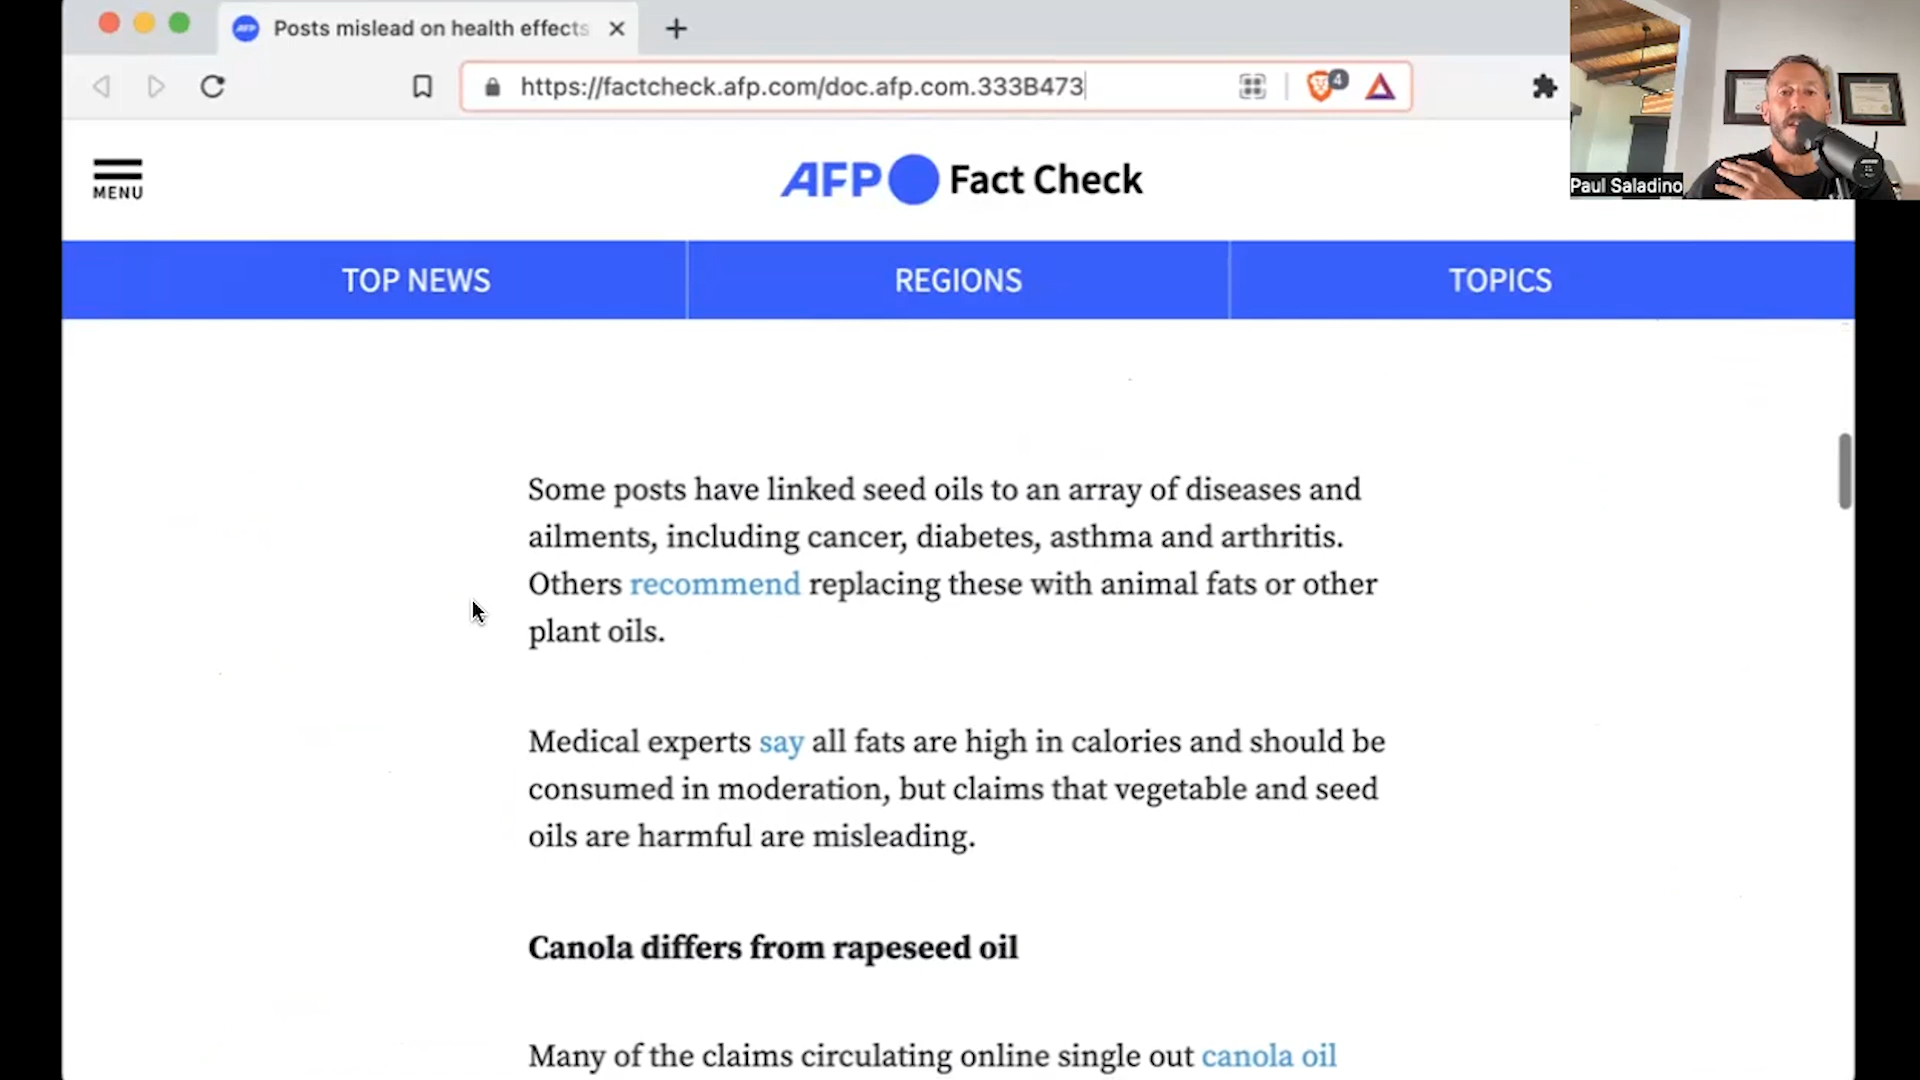 Posts mislead on health effects
https://factcheck.afp.com/doc.afp.com.333B473
4
MENU
AFP Fact Check
Paul Saladino
TOP NEWS
REGIONS
TOPICS
Some posts have linked seed oils to an array of diseases and
ailments, including cancer, diabetes, asthma and arthritis.
Others recommend replacing these with animal fats or other
plant oils.
Medical experts say all fats are high in calories and should be
consumed in moderation, but claims that vegetable and seed
oils are harmful are misleading.
Canola differs from rapeseed oil
Many of the claims circulating online single out canola oil